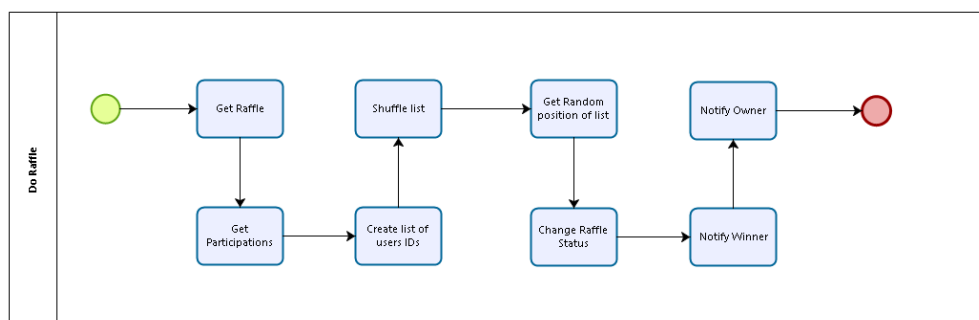 Do Raffle
Get Raffle
Get
Participations
Create list of
users IDs
Shuffle list
Get Random
position of list
Change Raffle
Status
Notify Winner
Notify Owner